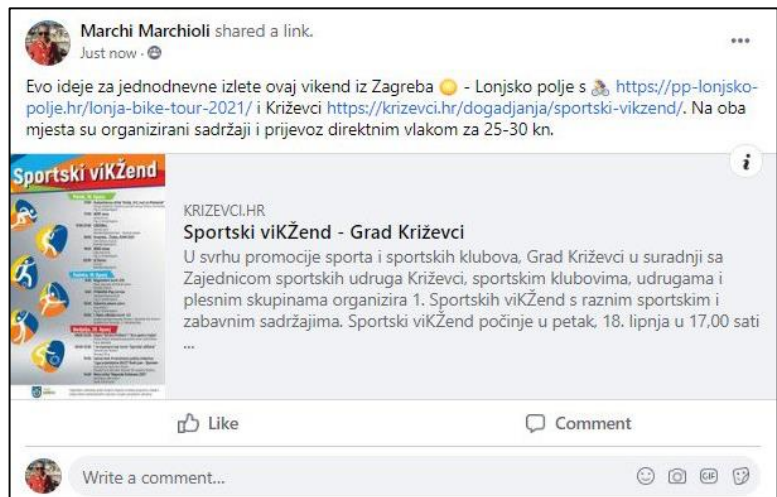 Marchi Marchioli shared a link.
Just now ·
Evo ideje za jednodnevne izlete ovaj vikend iz Zagreba 🌞 - Lonjsko polje s 🚴 https://pp-lonjsko-
polje.hr/lonja-bike-tour-2021/ i Križevci https://krizevci.hr/dogadjanja/sportski-vikzend/. Na oba
mjesta su organizirani sadržaji i prijevoz direktnim vlakom za 25-30 kn.
Sportski viKŽend
KRIZEVCI.HR
Sportski viKŽend - Grad Križevci
U svrhu promocije sporta i sportskih klubova, Grad Križevci u suradnji sa
Zajednicom sportskih udruga Križevci, sportskim klubovima, udrugama i
plesnim skupinama organizira 1. Sportskih viKŽend s raznim sportskim i
zabavnim sadržajima. Sportski viKŽend počinje u petak, 18. lipnja u 17,00 sati
...
Like
Comment
Write a comment...
GIF